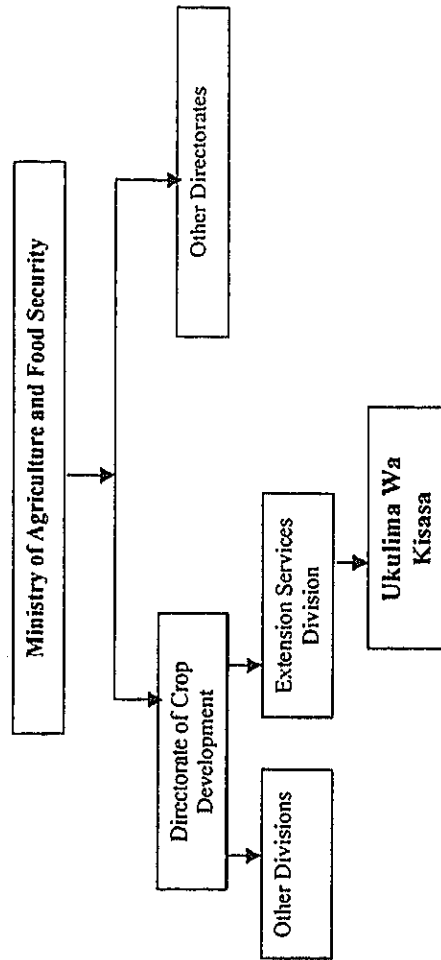 Ministry of Agriculture and Food Security
Directorate of Crop
Development
Other Directorates
Other Divisions
Extension Services
Division
Ukulima Wa
Kisasa